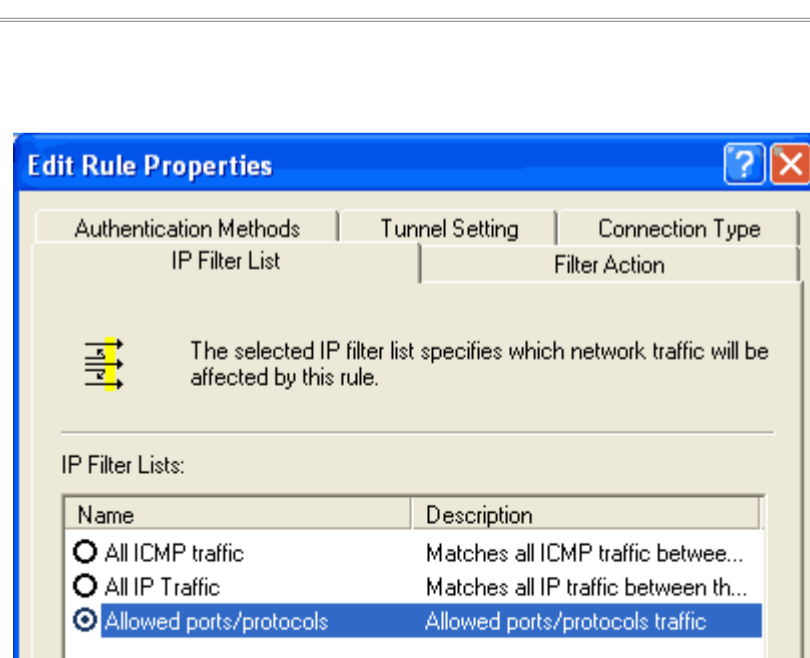 Edit Rule Properties ?
Authentication Methods Tunnel Setting Connection Type
IP Filter List Filter Action
The selected IP filter list specifies which network traffic will be
affected by this rule.
IP Filter Lists:
Name Description
All ICMP traffic Matches all ICMP traffic betwee...
All IP Traffic Matches all IP traffic between th...
Allowed ports/protocols Allowed ports/protocols traffic